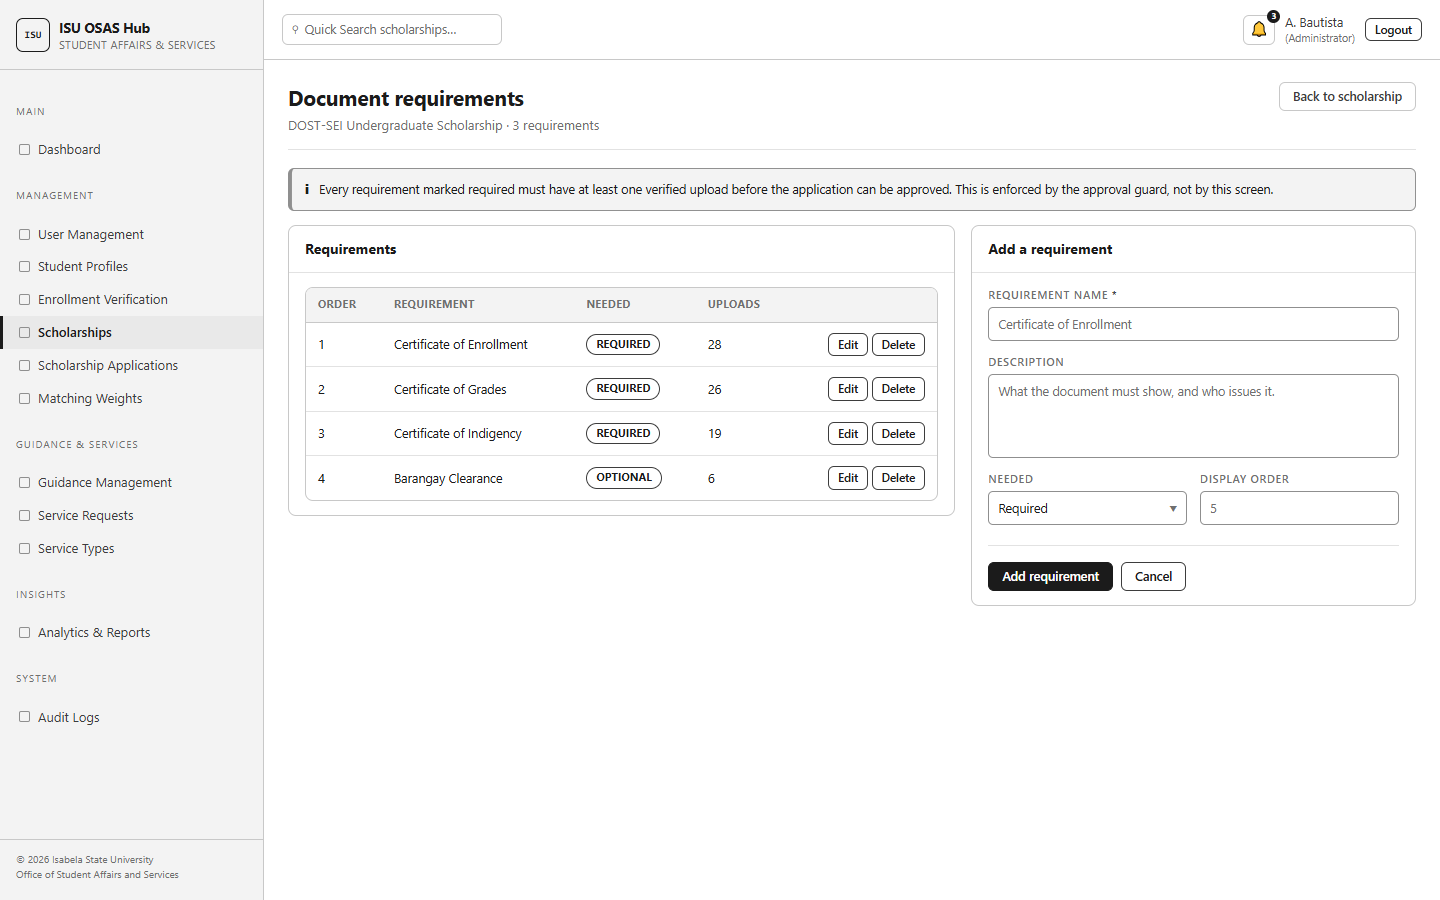 ISU
ISU OSAS Hub
STUDENT AFFAIRS & SERVICES
MAIN
Dashboard
MANAGEMENT
User Management
Student Profiles
Enrollment Verification
Scholarships
Scholarship Applications
Matching Weights
GUIDANCE & SERVICES
Guidance Management
Service Requests
Service Types
INSIGHTS
Analytics & Reports
SYSTEM
Audit Logs
© 2026 Isabela State University
Office of Student Affairs and Services
Quick Search scholarships...
3
A. Bautista
(Administrator)
Logout
Document requirements
DOST-SEI Undergraduate Scholarship · 3 requirements
Back to scholarship
i Every requirement marked required must have at least one verified upload before the application can be approved. This is enforced by the approval guard, not by this screen.
Requirements
ORDER REQUIREMENT NEEDED UPLOADS
1 Certificate of Enrollment REQUIRED 28 Edit Delete
2 Certificate of Grades REQUIRED 26 Edit Delete
3 Certificate of Indigency REQUIRED 19 Edit Delete
4 Barangay Clearance OPTIONAL 6 Edit Delete
Add a requirement
REQUIREMENT NAME *
Certificate of Enrollment
DESCRIPTION
What the document must show, and who issues it.
NEEDED DISPLAY ORDER
Required 5
Add requirement Cancel